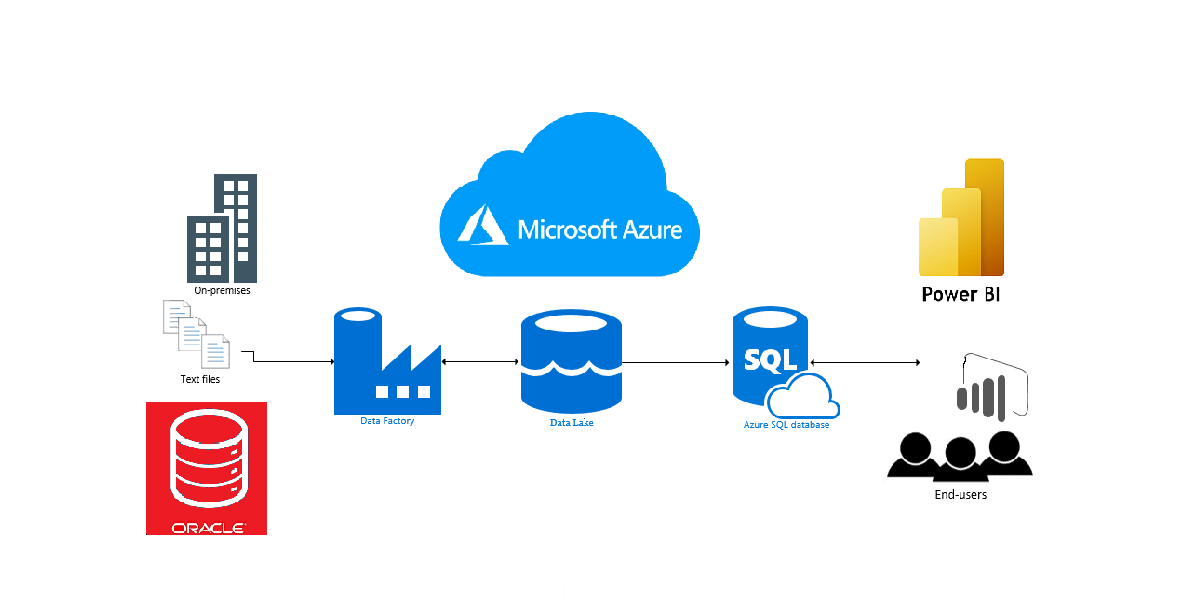 Microsoft Azure
On-premises
Power BI
Text files
SQL
Data Factory
Data Lake
Azure SQL database
End-users
ORACLE